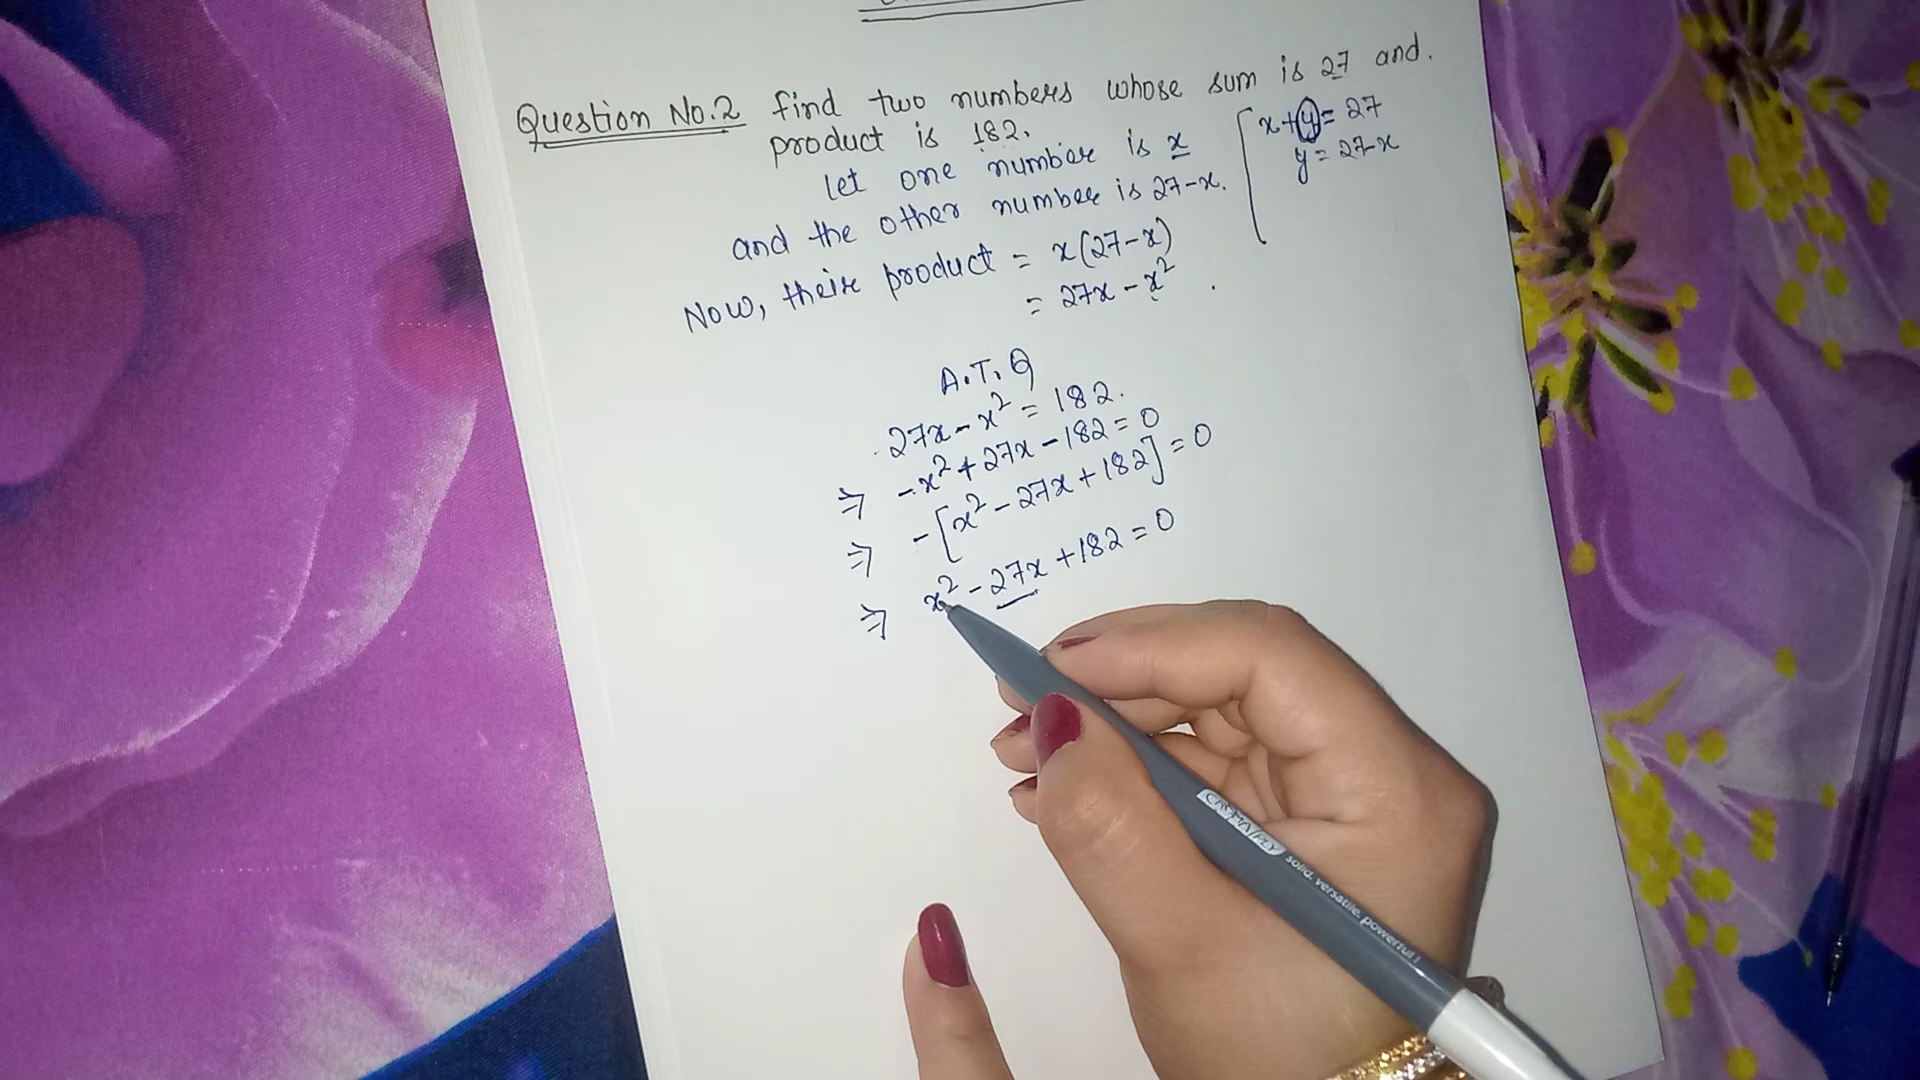 Question No.2 find two numbers whose sum is 27 and.
product is 182.
let one number is x
and the other number is 27-x.
x+y = 27
y = 27-x
Now, their product = x(27-x)
= 27x - x²
A.T.Q
27x - x² = 182.
⇒ -x² + 27x - 182 = 0
⇒ -[x² - 27x + 182] = 0
⇒ x² - 27x + 182 = 0
solid. versatile. powerful!